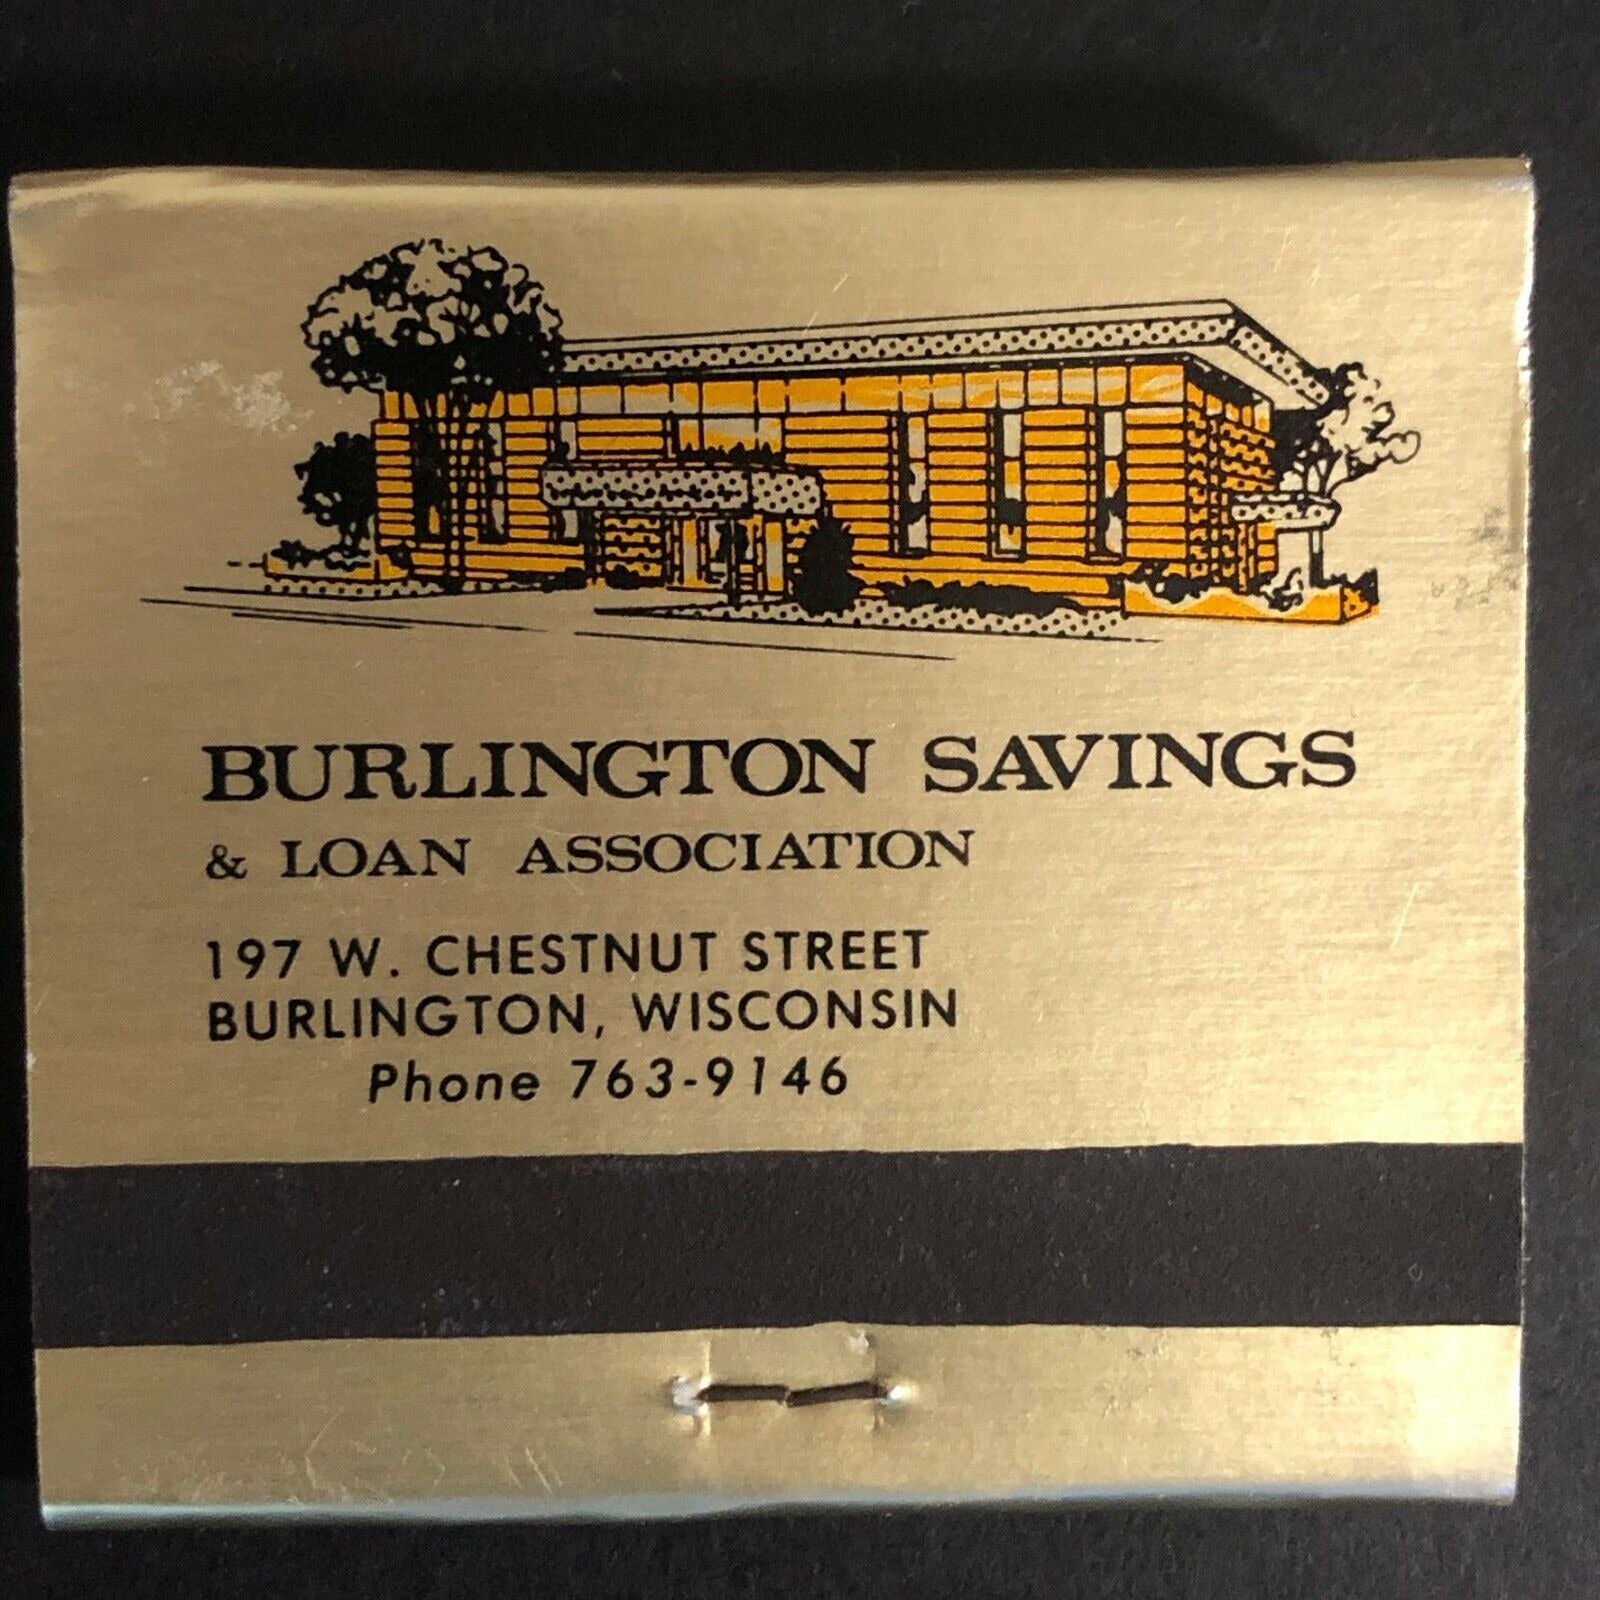 BURLINGTON SAVINGS
& LOAN ASSOCIATION
197 W. CHESTNUT STREET
BURLINGTON, WISCONSIN
Phone 763-9146